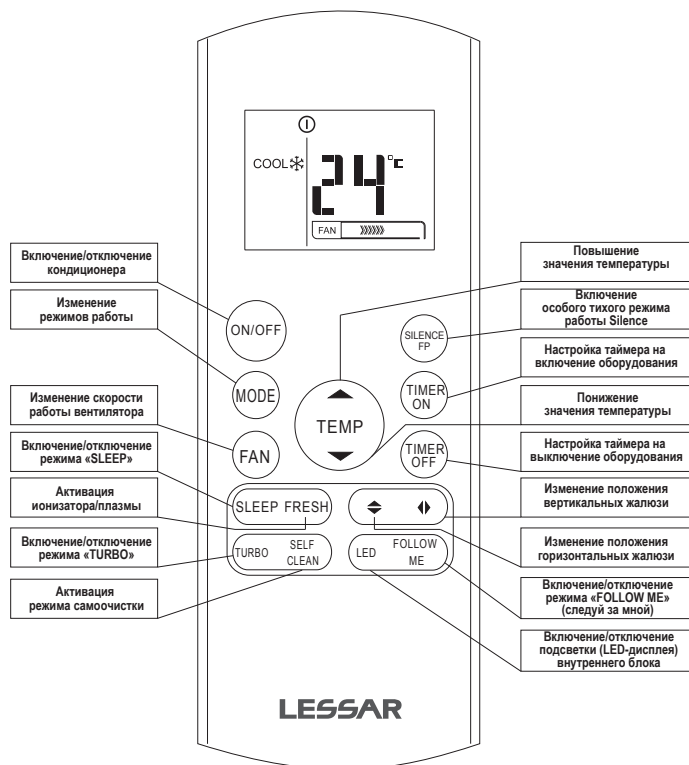 COOL
24°C
FAN
Включение/отключение
кондиционера
Изменение
режимов работы
Изменение скорости
работы вентилятора
Включение/отключение
режима «SLEEP»
Активация
ионизатора/плазмы
Включение/отключение
режима «TURBO»
Активация
режима самоочистки
ON/OFF
MODE
FAN
TEMP
SILENCE
FP
TIMER
ON
TIMER
OFF
SLEEP FRESH
TURBO
SELF
CLEAN
LED
FOLLOW
ME
LESSAR
Повышение
значения температуры
Включение
особого тихого режима
работы Silence
Настройка таймера на
включение оборудования
Понижение
значения температуры
Настройка таймера на
выключение оборудования
Изменение положения
вертикальных жалюзи
Изменение положения
горизонтальных жалюзи
Включение/отключение
режима «FOLLOW ME»
(следуй за мной)
Включение/отключение
подсветки (LED-дисплея)
внутреннего блока